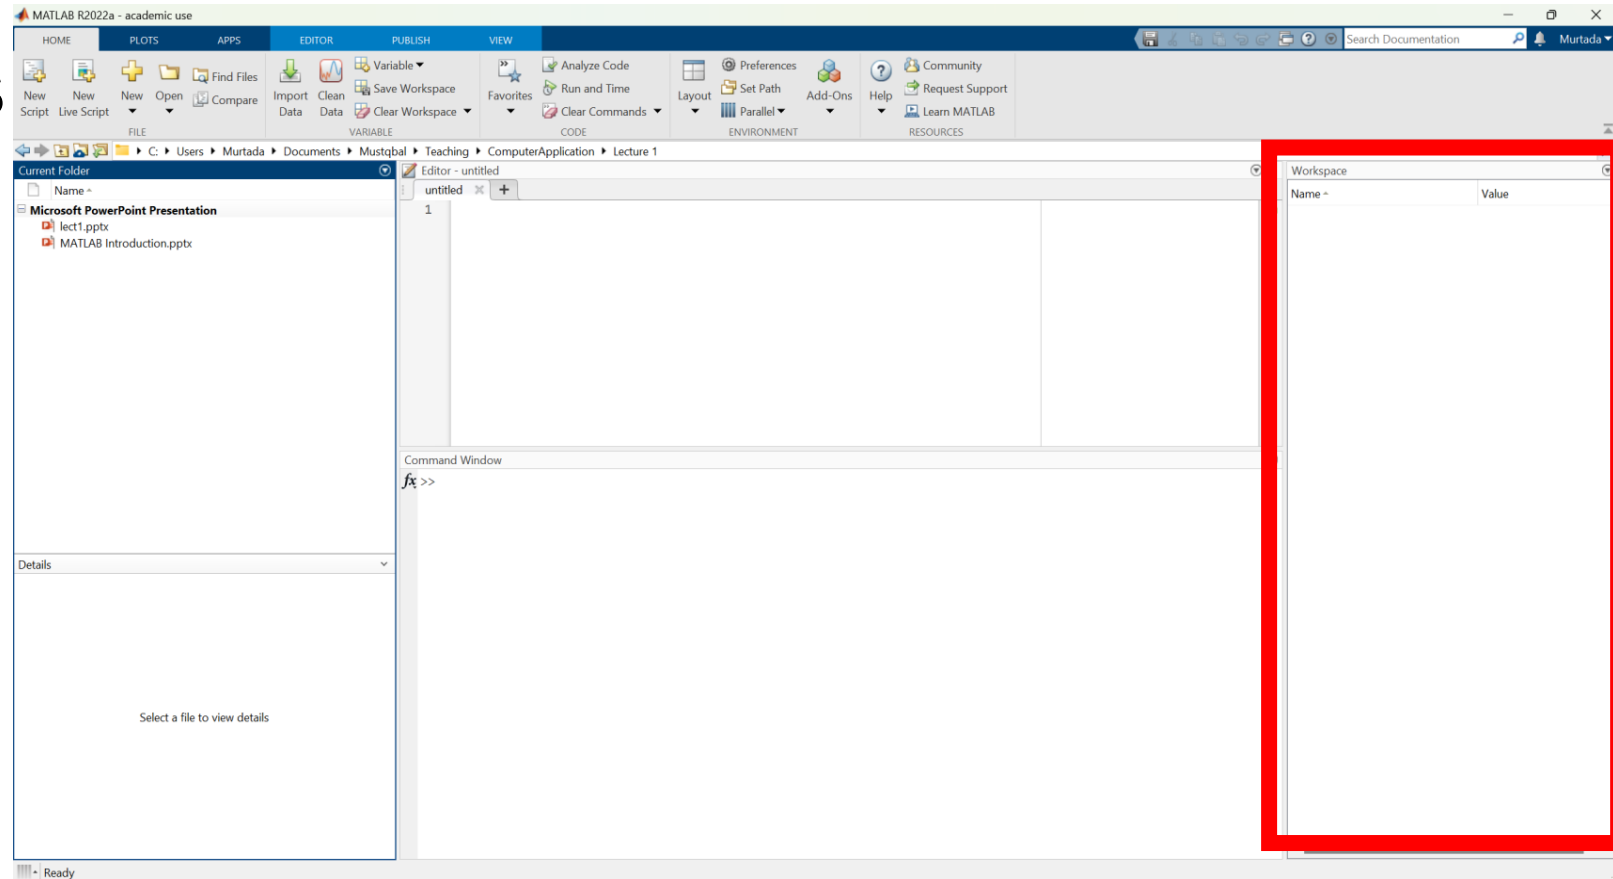 MATLAB R2022a - academic use
HOME PLOTS APPS EDITOR PUBLISH VIEW Search Documentation Murtada
New Script New Live Script New Open Find Files Compare
FILE
Import Data Clean Data Variable Save Workspace Clear Workspace
VARIABLE
Favorites Analyze Code Run and Time Clear Commands
CODE
Layout Preferences Set Path Parallel Add-Ons
ENVIRONMENT
Help Community Request Support Learn MATLAB
RESOURCES
C: Users Murtada Documents Mustqbal Teaching ComputerApplication Lecture 1
Current Folder
Name
Microsoft PowerPoint Presentation
lect1.pptx
MATLAB Introduction.pptx
Details
Select a file to view details
Editor - untitled
untitled
1
Command Window
fx >>
Workspace
Name Value
Ready